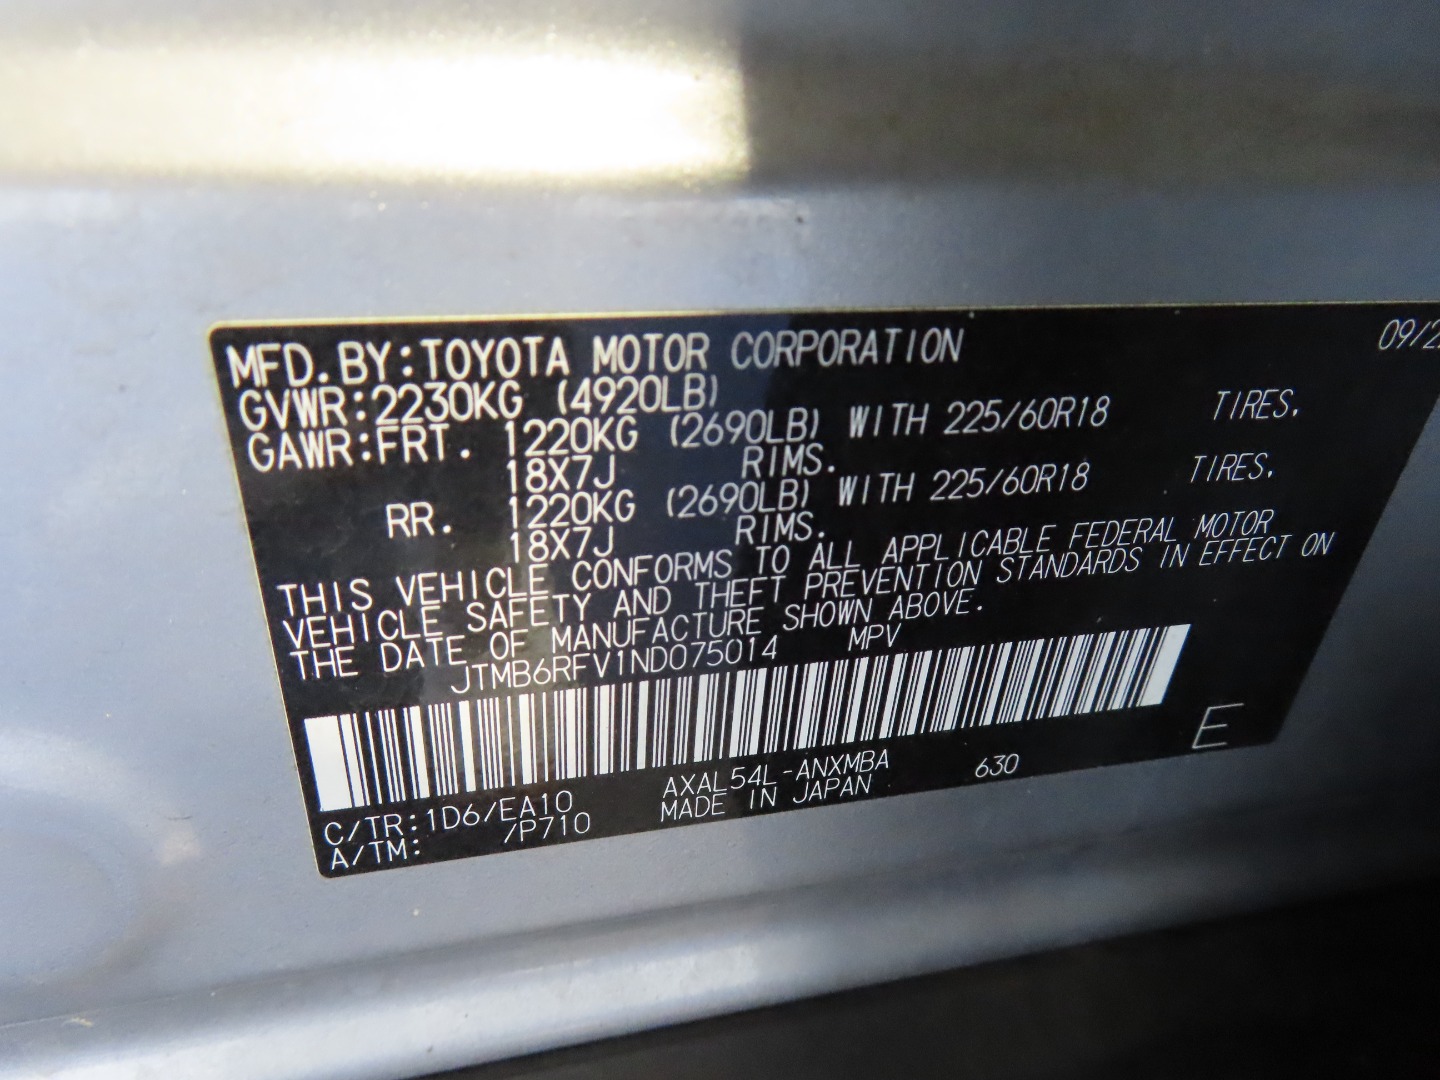 MFD. BY:TOYOTA MOTOR CORPORATION 09/2
GVWR:2230KG (4920LB)
GAWR:FRT. 1220KG (2690LB) WITH 225/60R18 TIRES.
18X7J RIMS.
RR. 1220KG (2690LB) WITH 225/60R18 TIRES.
18X7J RIMS.
THIS VEHICLE CONFORMS TO ALL APPLICABLE FEDERAL MOTOR
VEHICLE SAFETY AND THEFT PREVENTION STANDARDS IN EFFECT ON
THE DATE OF MANUFACTURE SHOWN ABOVE.
JTMB6RFV1ND075014 MPV
C/TR:1D6/EA10 AXAL54L-ANXMBA 630 E
A/TM: /P710 MADE IN JAPAN